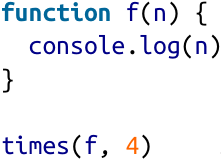 function f(n) {
  console.log(n)
}

times(f, 4)